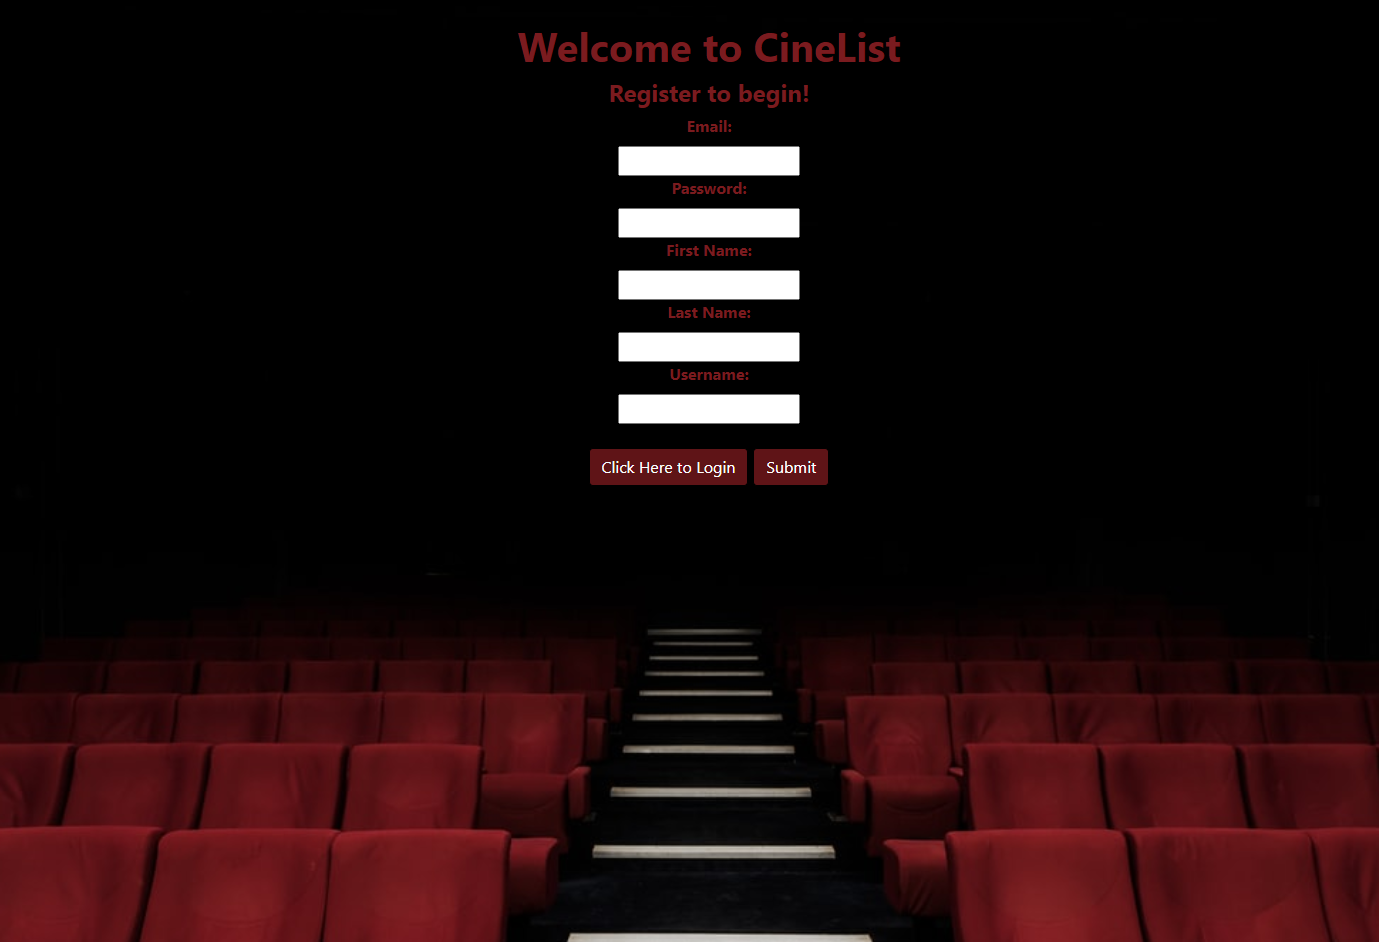 Welcome to CineList
Register to begin!
Email:
Password:
First Name:
Last Name:
Username:
Click Here to Login Submit